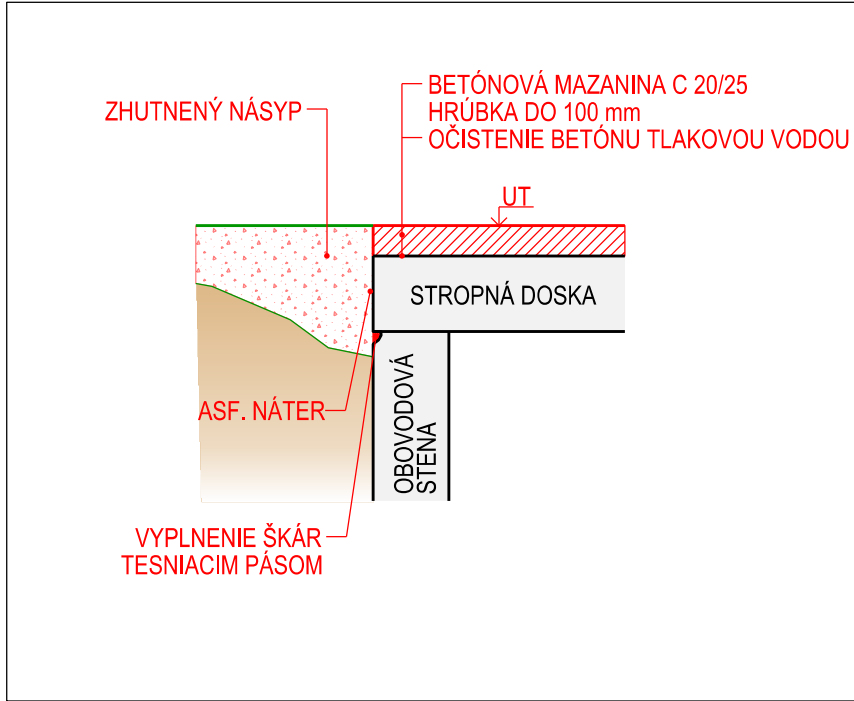 BETÓNOVÁ MAZANINA C 20/25
HRÚBKA DO 100 mm
OČISTENIE BETÓNU TLAKOVOU VODOU
ZHUTNENÝ NÁSYP
UT
STROPNÁ DOSKA
ASF. NÁTER
OBOVODOVÁ
STENA
VYPLNENIE ŠKÁR
TESNIACIM PÁSOM